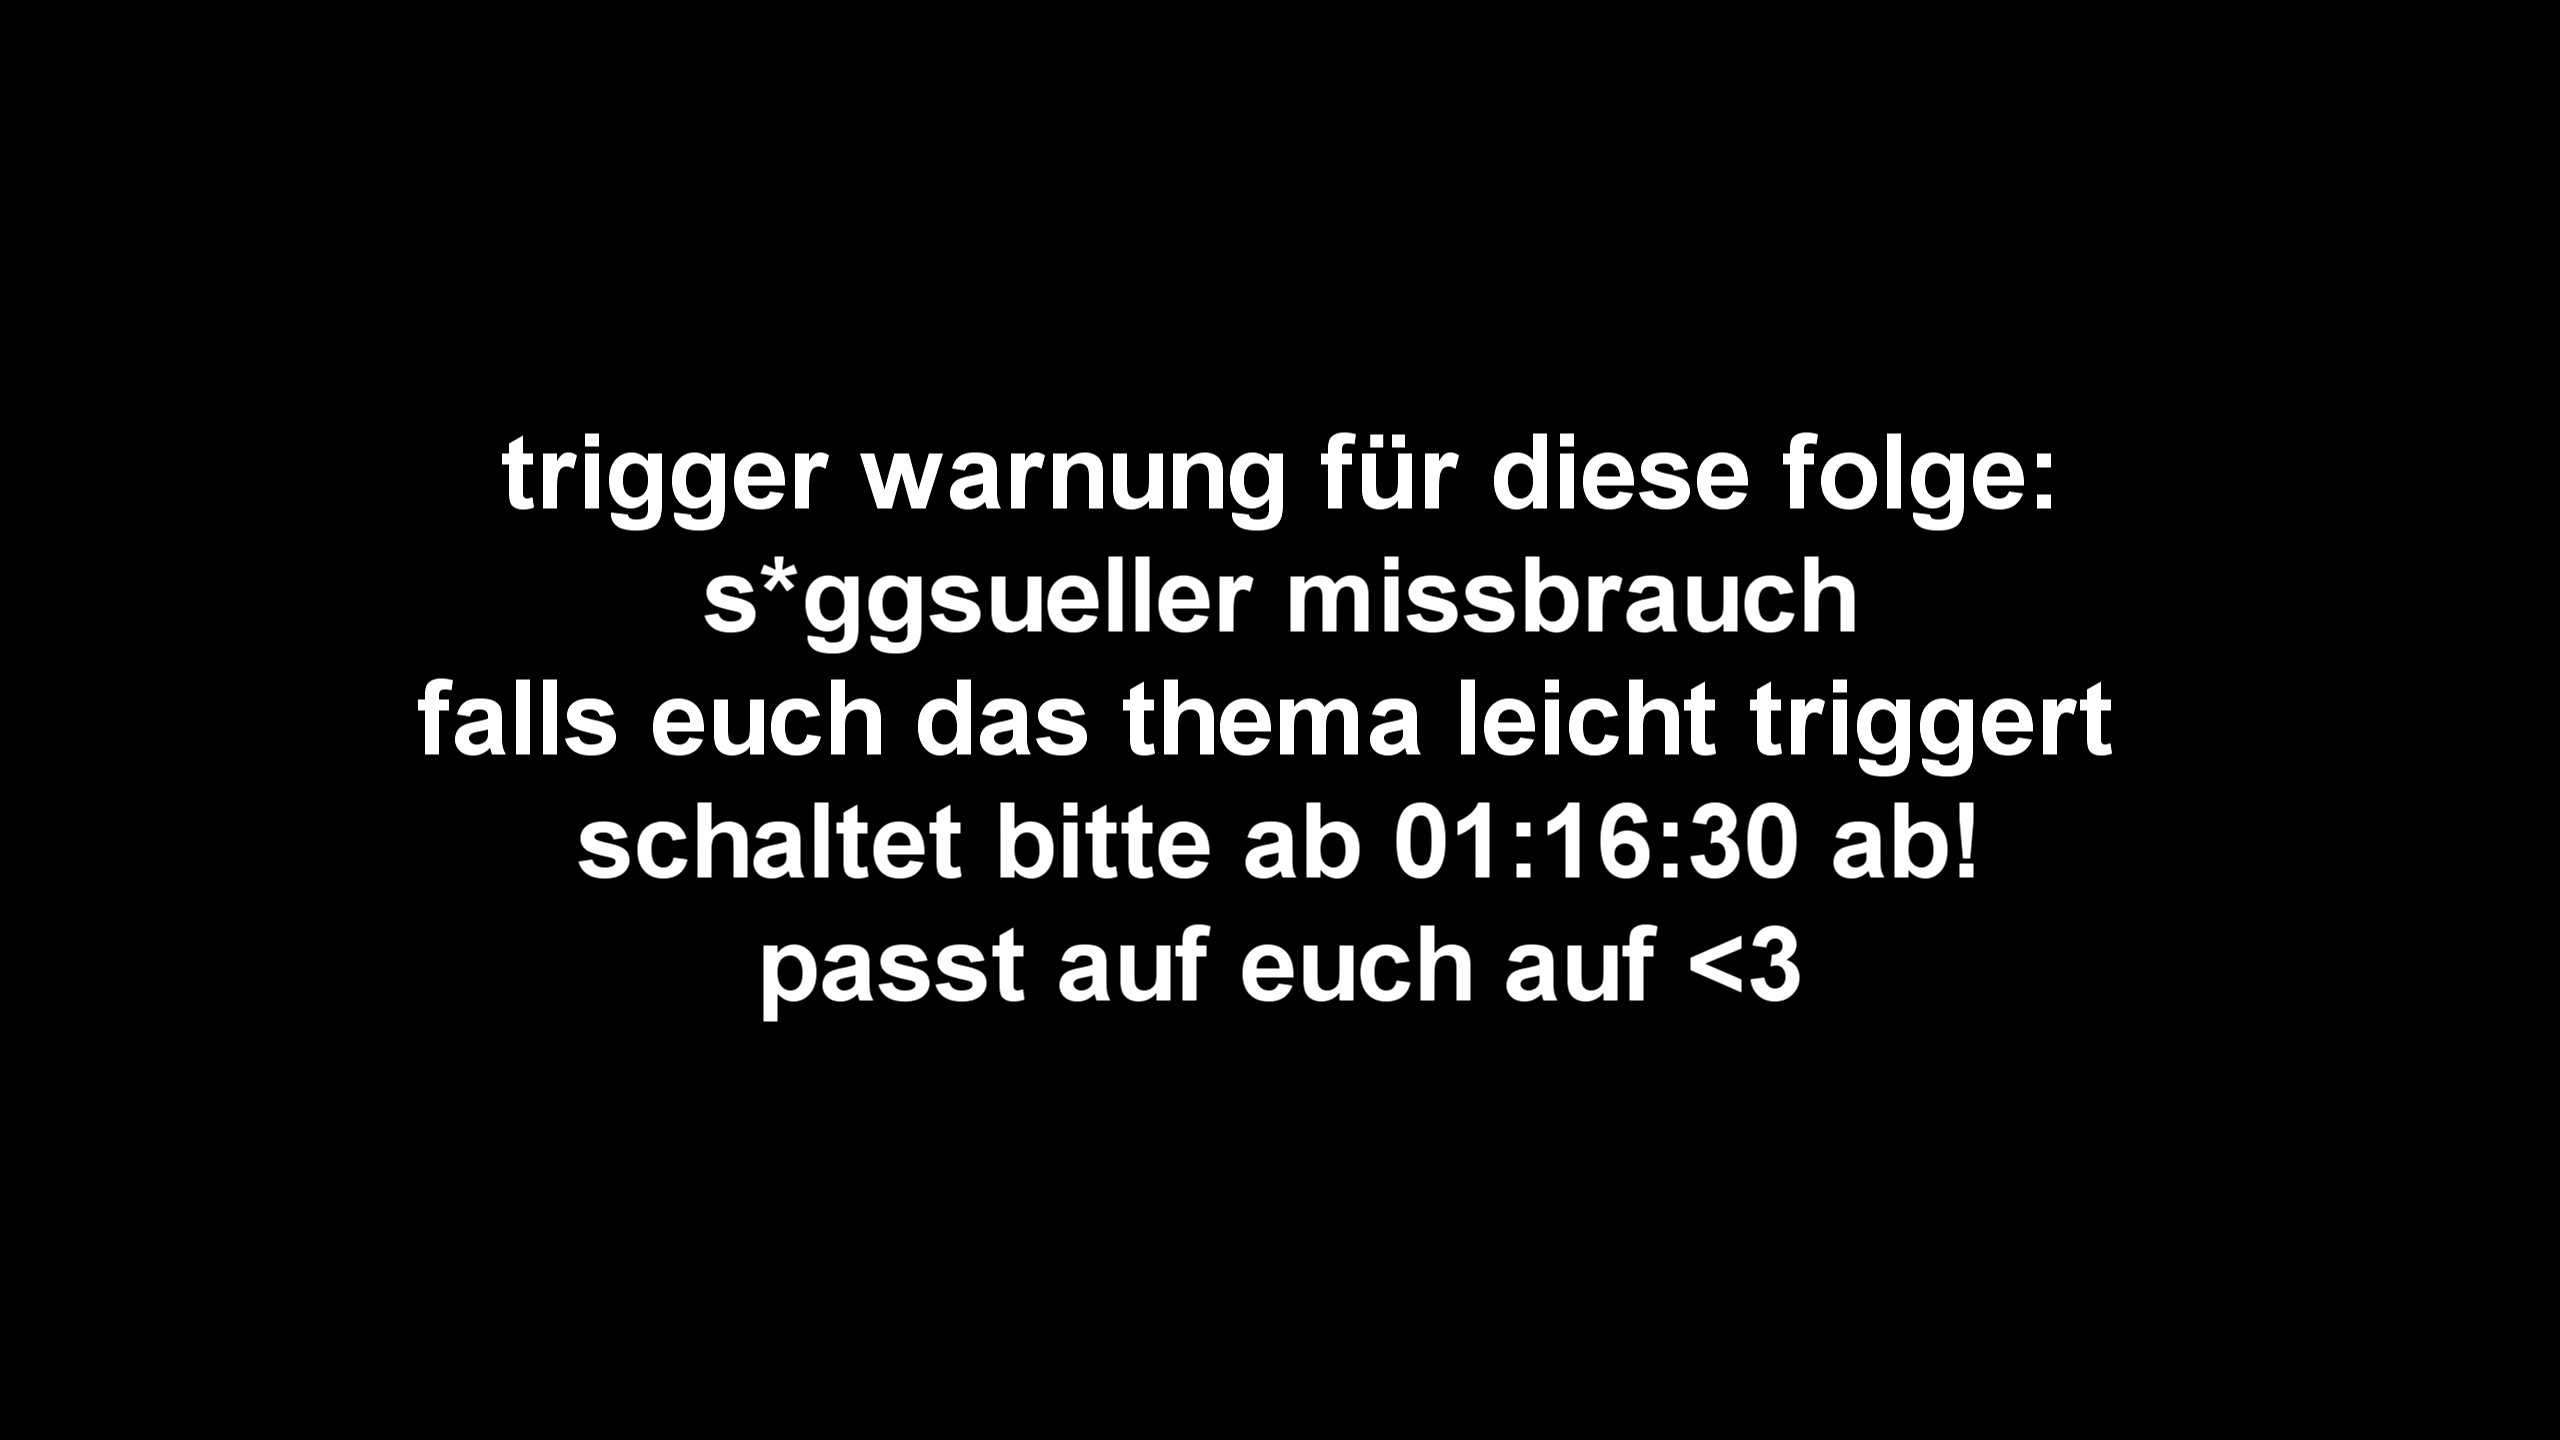 trigger warnung für diese folge:
s*ggsueller missbrauch
falls euch das thema leicht triggert
schaltet bitte ab 01:16:30 ab!
passt auf euch auf <3